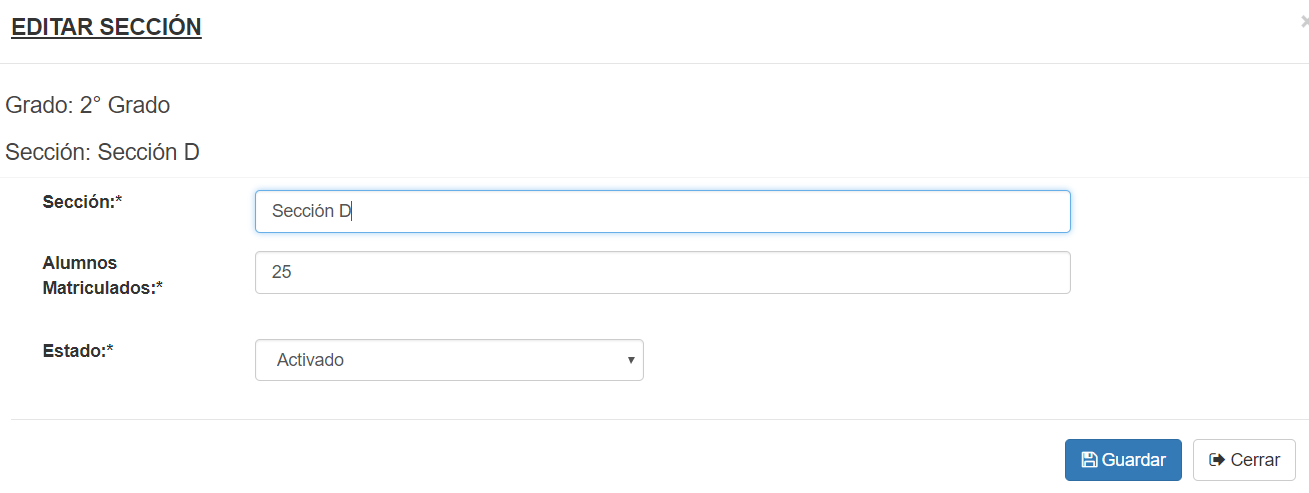 EDITAR SECCIÓN
×
Grado: 2° Grado
Sección: Sección D
Sección:* Sección D
Alumnos
Matriculados:* 25
Estado:* Activado
Guardar Cerrar